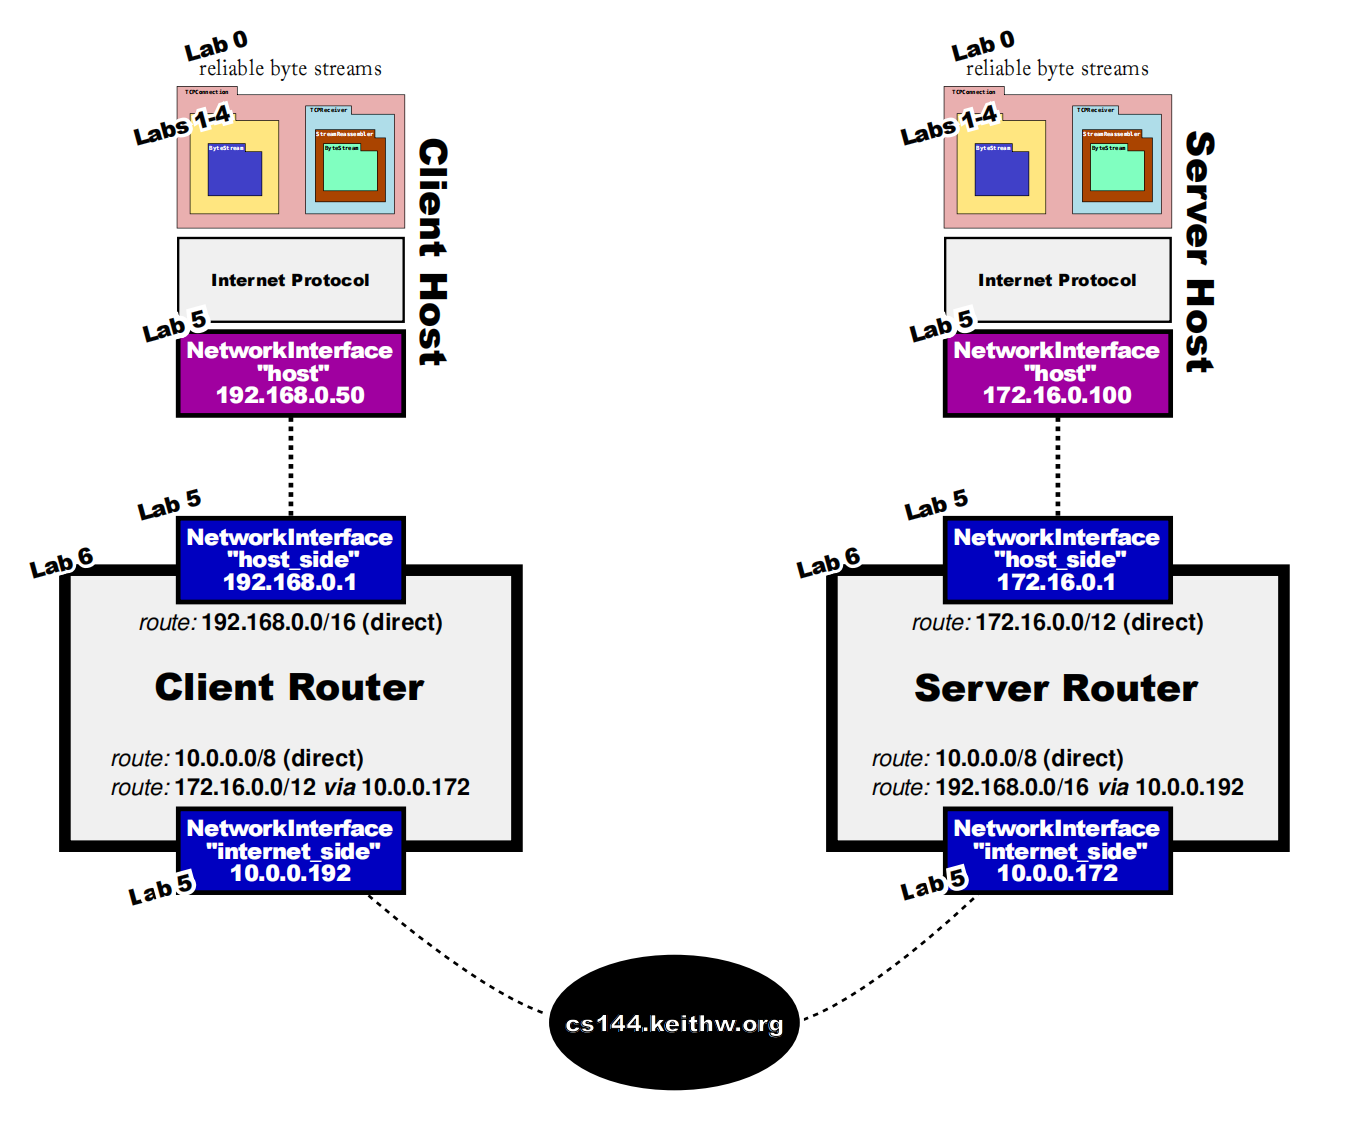 Lab 0
reliable byte streams
TCPConnection
Labs 1-4
TCPReceiver
StreamReassembler
ByteStream
ByteStream
Client Host
Internet Protocol
Lab 5
NetworkInterface
"host"
192.168.0.50
Lab 5
NetworkInterface
"host_side"
192.168.0.1
Lab 6
route: 192.168.0.0/16 (direct)
Client Router
route: 10.0.0.0/8 (direct)
route: 172.16.0.0/12 via 10.0.0.172
NetworkInterface
"internet_side"
10.0.0.192
Lab 5
Lab 0
reliable byte streams
TCPConnection
Labs 1-4
TCPReceiver
StreamReassembler
ByteStream
ByteStream
Server Host
Internet Protocol
Lab 5
NetworkInterface
"host"
172.16.0.100
Lab 5
NetworkInterface
"host_side"
172.16.0.1
Lab 6
route: 172.16.0.0/12 (direct)
Server Router
route: 10.0.0.0/8 (direct)
route: 192.168.0.0/16 via 10.0.0.192
NetworkInterface
"internet_side"
10.0.0.172
Lab 5
cs144.keithw.org